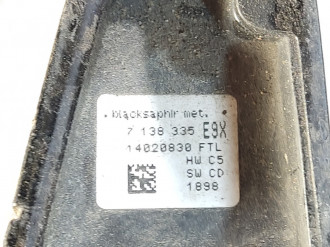 blacksaphir met.
7 138 335 E9X
14020830 FTL
HW C5
SW CD
1898